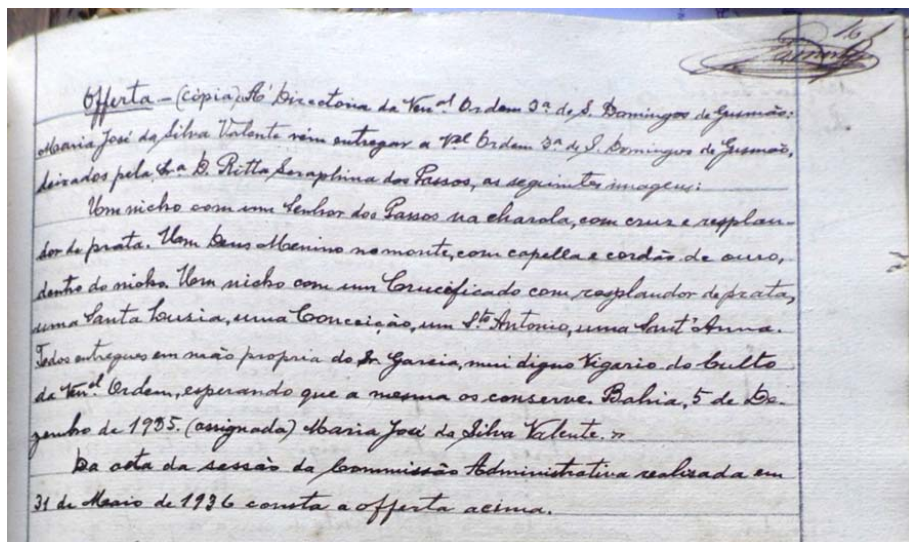 16
Offerta – (cópia) Á Directoria da Ven.el Ordem 3ª de S. Domingos de Gusmão:
Maria José da Silva Valente vem entregar a V.el Ordem 3ª de S. Domingos de Gusmão,
deixados pela Sr.a D. Ritta Seraphina dos Passos, as seguintes imagens:
Um nicho com um Senhor dos Passos na charola, com cruz e resplan-
dor de prata. Um Deus Menino no monte, com capella e cordão de ouro,
dentro do nicho. Um nicho com um Crucificado com resplandor de prata,
uma Santa Luzia, uma Conceição, um Sto Antonio, uma Sant'Anna.
Todos entregues em mão propria do Sr. Garcia, mui digno Vigario do Culto
da Ven.el Ordem, esperando que a mesma os conserve. Bahia, 5 de De-
zembro de 1935. (assignada) Maria José da Silva Valente."
Da acta da sessão da Commissão Administrativa realizada em
31 de Maio de 1936 consta a offerta acima.